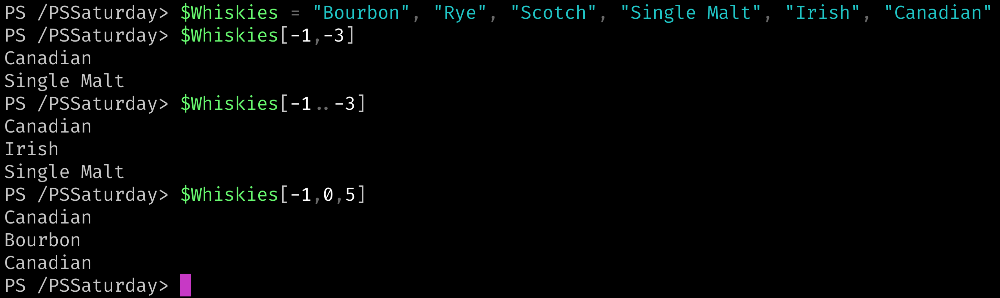 PS /PSSaturday> $Whiskies = "Bourbon", "Rye", "Scotch", "Single Malt", "Irish", "Canadian"
PS /PSSaturday> $Whiskies[-1,-3]
Canadian
Single Malt
PS /PSSaturday> $Whiskies[-1..-3]
Canadian
Irish
Single Malt
PS /PSSaturday> $Whiskies[-1,0,5]
Canadian
Bourbon
Canadian
PS /PSSaturday>